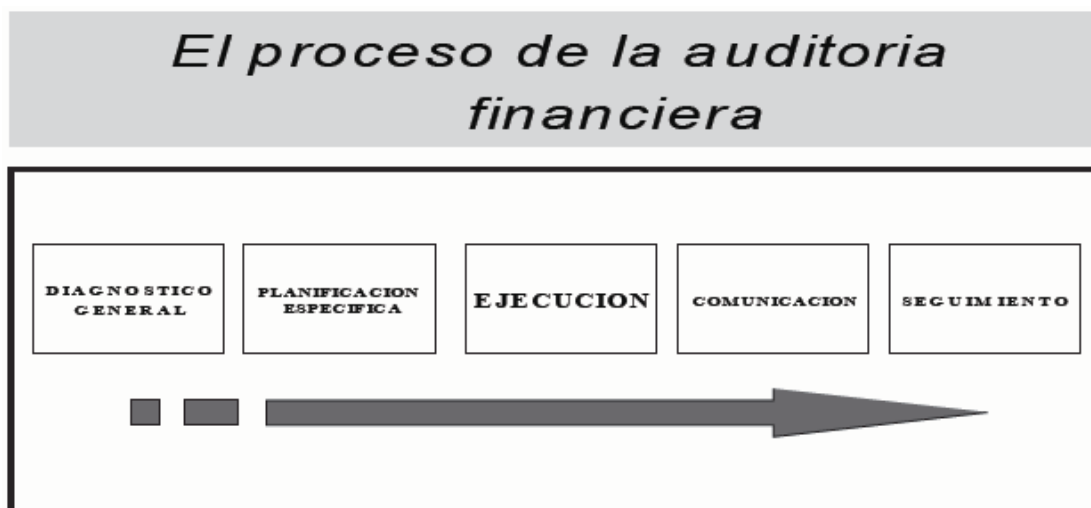 El proceso de la auditoria
financiera
DIAGNOSTICO
GENERAL
PLANIFICACION
ESPECIFICA
EJECUCION
COMUNICACION
SEGUIMIENTO